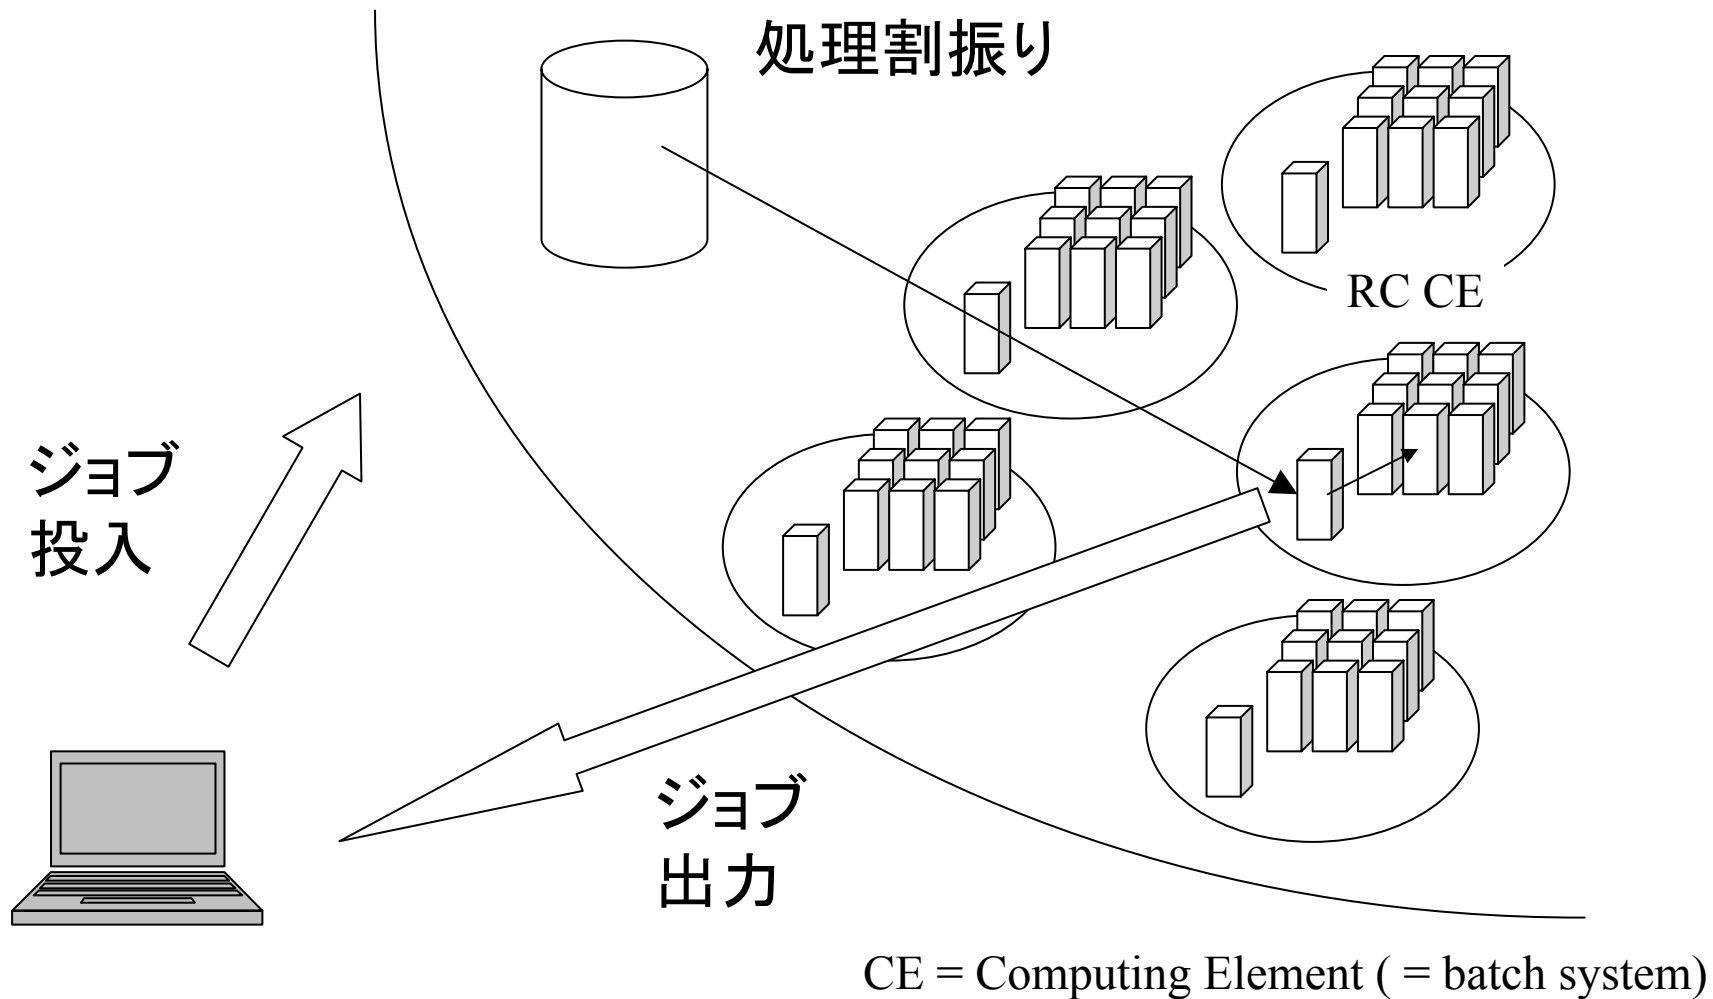 処理割振り
RC CE
ジョブ
投入
ジョブ
出力
CE = Computing Element ( = batch system)